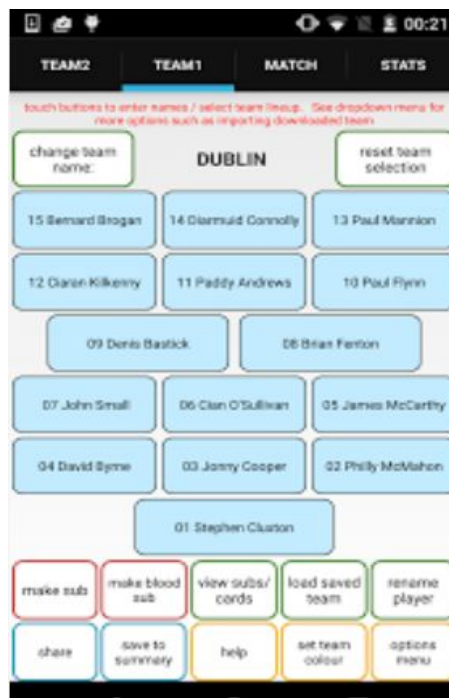 00:21
TEAM2 TEAM1 MATCH STATS
touch buttons to enter names / select team lineup. See dropdown menu for
more options such as importing downloaded team
change team
name:
DUBLIN
reset team
selection
15 Bernard Brogan 14 Diarmuid Connolly 13 Paul Mannion
12 Ciaran Kilkenny 11 Paddy Andrews 10 Paul Flynn
09 Denis Bastick 08 Brian Fenton
07 John Small 06 Cian O'Sullivan 05 James McCarthy
04 David Byrne 03 Jonny Cooper 02 Philly McMahon
01 Stephen Cluxton
make sub
make blood
sub
view subs/
cards
load saved
team
rename
player
share
save to
summary
help
set team
colour
options
menu